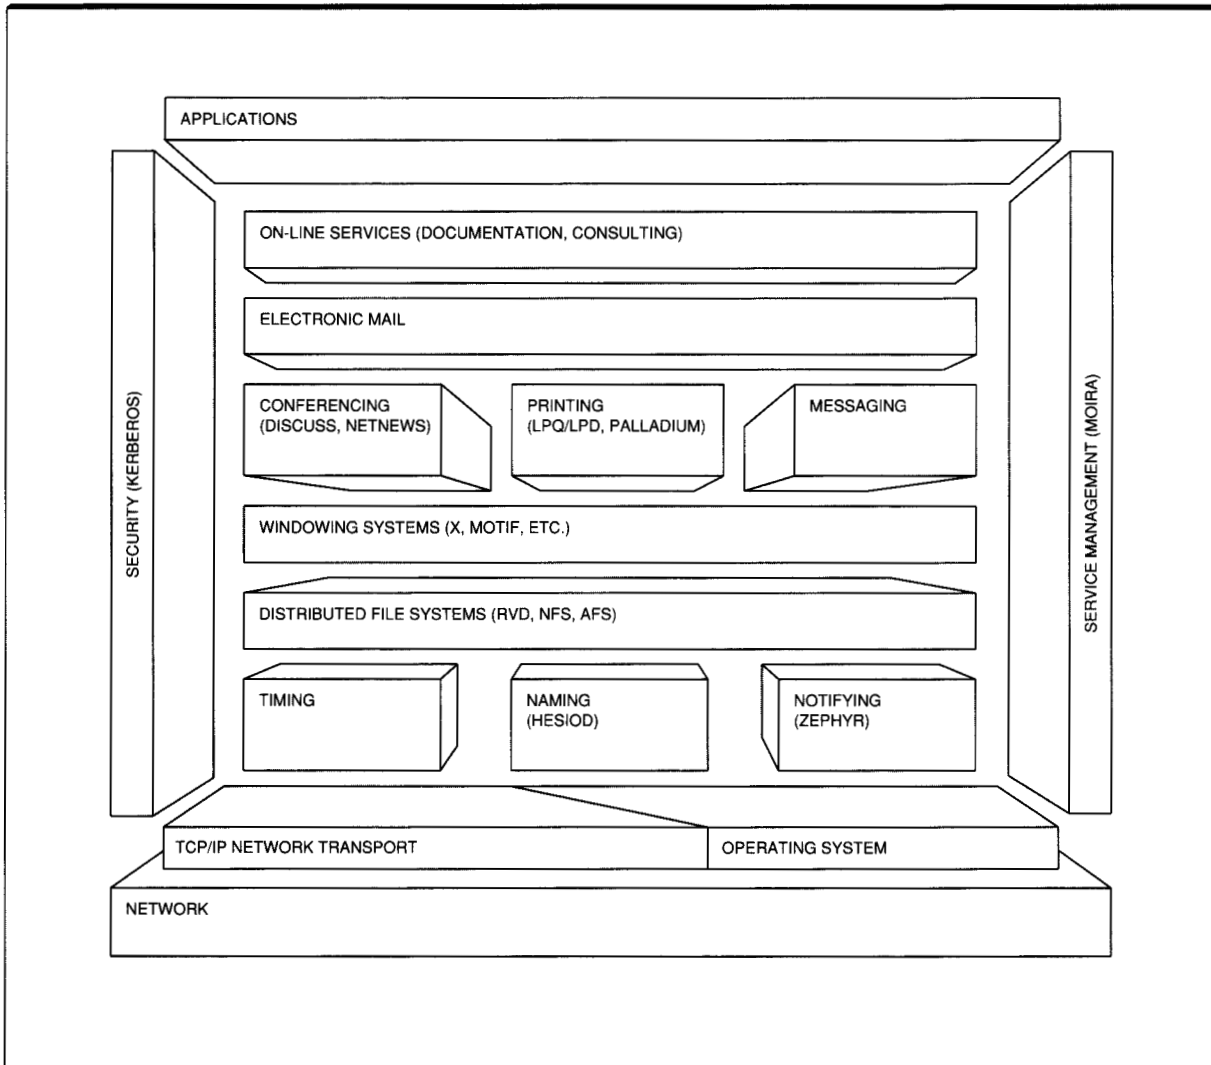 APPLICATIONS
ON-LINE SERVICES (DOCUMENTATION, CONSULTING)
ELECTRONIC MAIL
CONFERENCING
(DISCUSS, NETNEWS)
PRINTING
(LPQ/LPD, PALLADIUM)
MESSAGING
SECURITY (KERBEROS)
SERVICE MANAGEMENT (MOIRA)
WINDOWING SYSTEMS (X, MOTIF, ETC.)
DISTRIBUTED FILE SYSTEMS (RVD, NFS, AFS)
TIMING
NAMING
(HESIOD)
NOTIFYING
(ZEPHYR)
TCP/IP NETWORK TRANSPORT
OPERATING SYSTEM
NETWORK